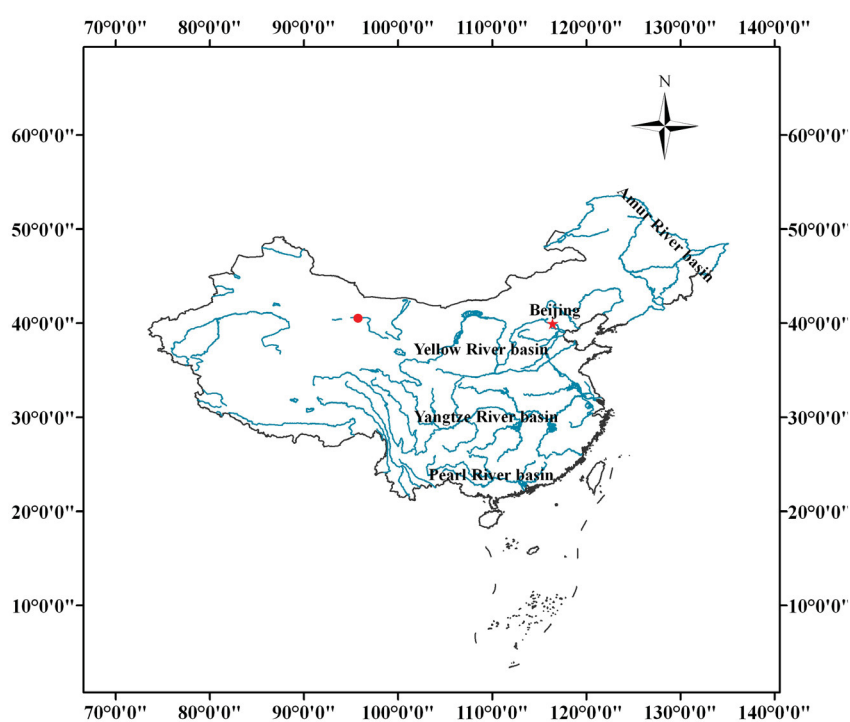 70°0'0" 80°0'0" 90°0'0" 100°0'0" 110°0'0" 120°0'0" 130°0'0" 140°0'0"
N
60°0'0" 60°0'0"
Amur River basin
50°0'0" 50°0'0"
Beijing
40°0'0" 40°0'0"
Yellow River basin
30°0'0" Yangtze River basin 30°0'0"
Pearl River basin
20°0'0" 20°0'0"
10°0'0" 10°0'0"
70°0'0" 80°0'0" 90°0'0" 100°0'0" 110°0'0" 120°0'0" 130°0'0" 140°0'0"